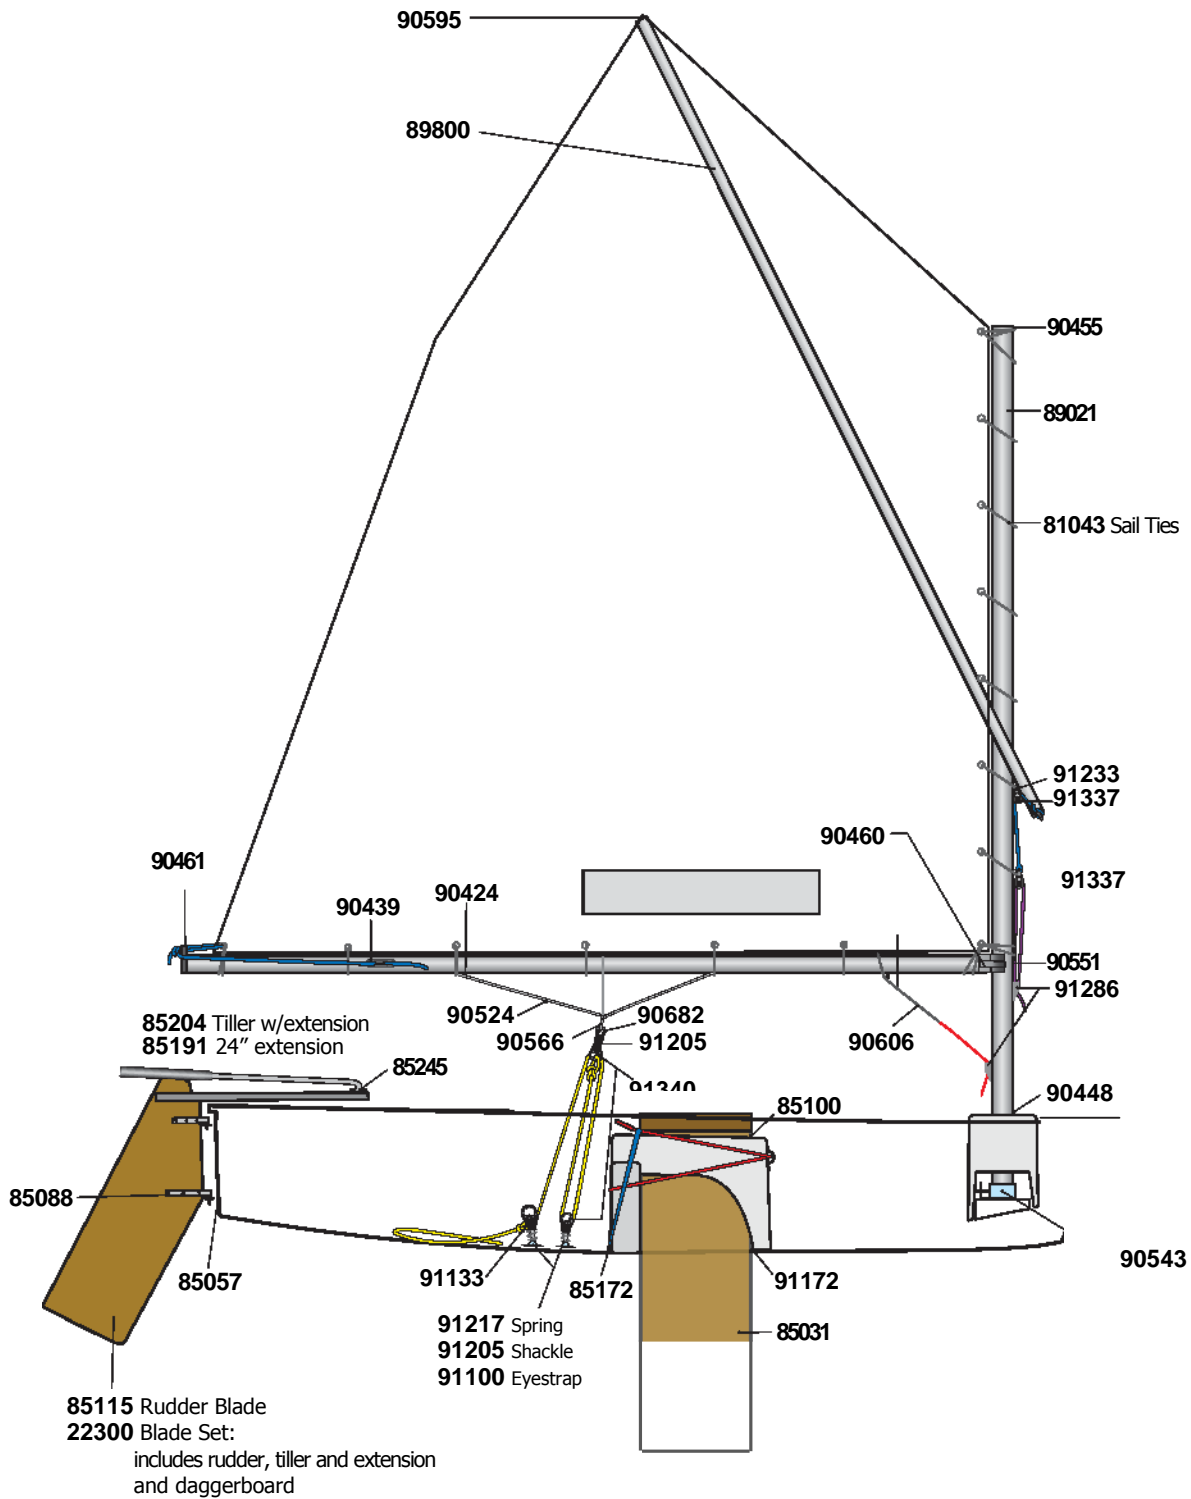 90595
89800
90455
89021
81043 Sail Ties
91233
91337
90460
90461
91337
90424
90439
90551
91286
90524
90682
85204 Tiller w/extension
90566
91205
90606
85191 24" extension
85245
91340
90448
85100
85088
90543
85057
91133
85172
91172
91217 Spring
85031
91205 Shackle
91100 Eyestrap
85115 Rudder Blade
22300 Blade Set:
includes rudder, tiller and extension
and daggerboard